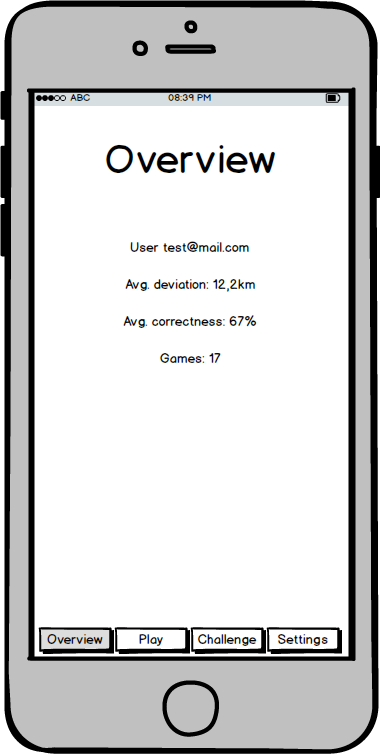 ABC 08:39 PM
Overview
User test@mail.com
Avg. deviation: 12,2km
Avg. correctness: 67%
Games: 17
Overview Play Challenge Settings